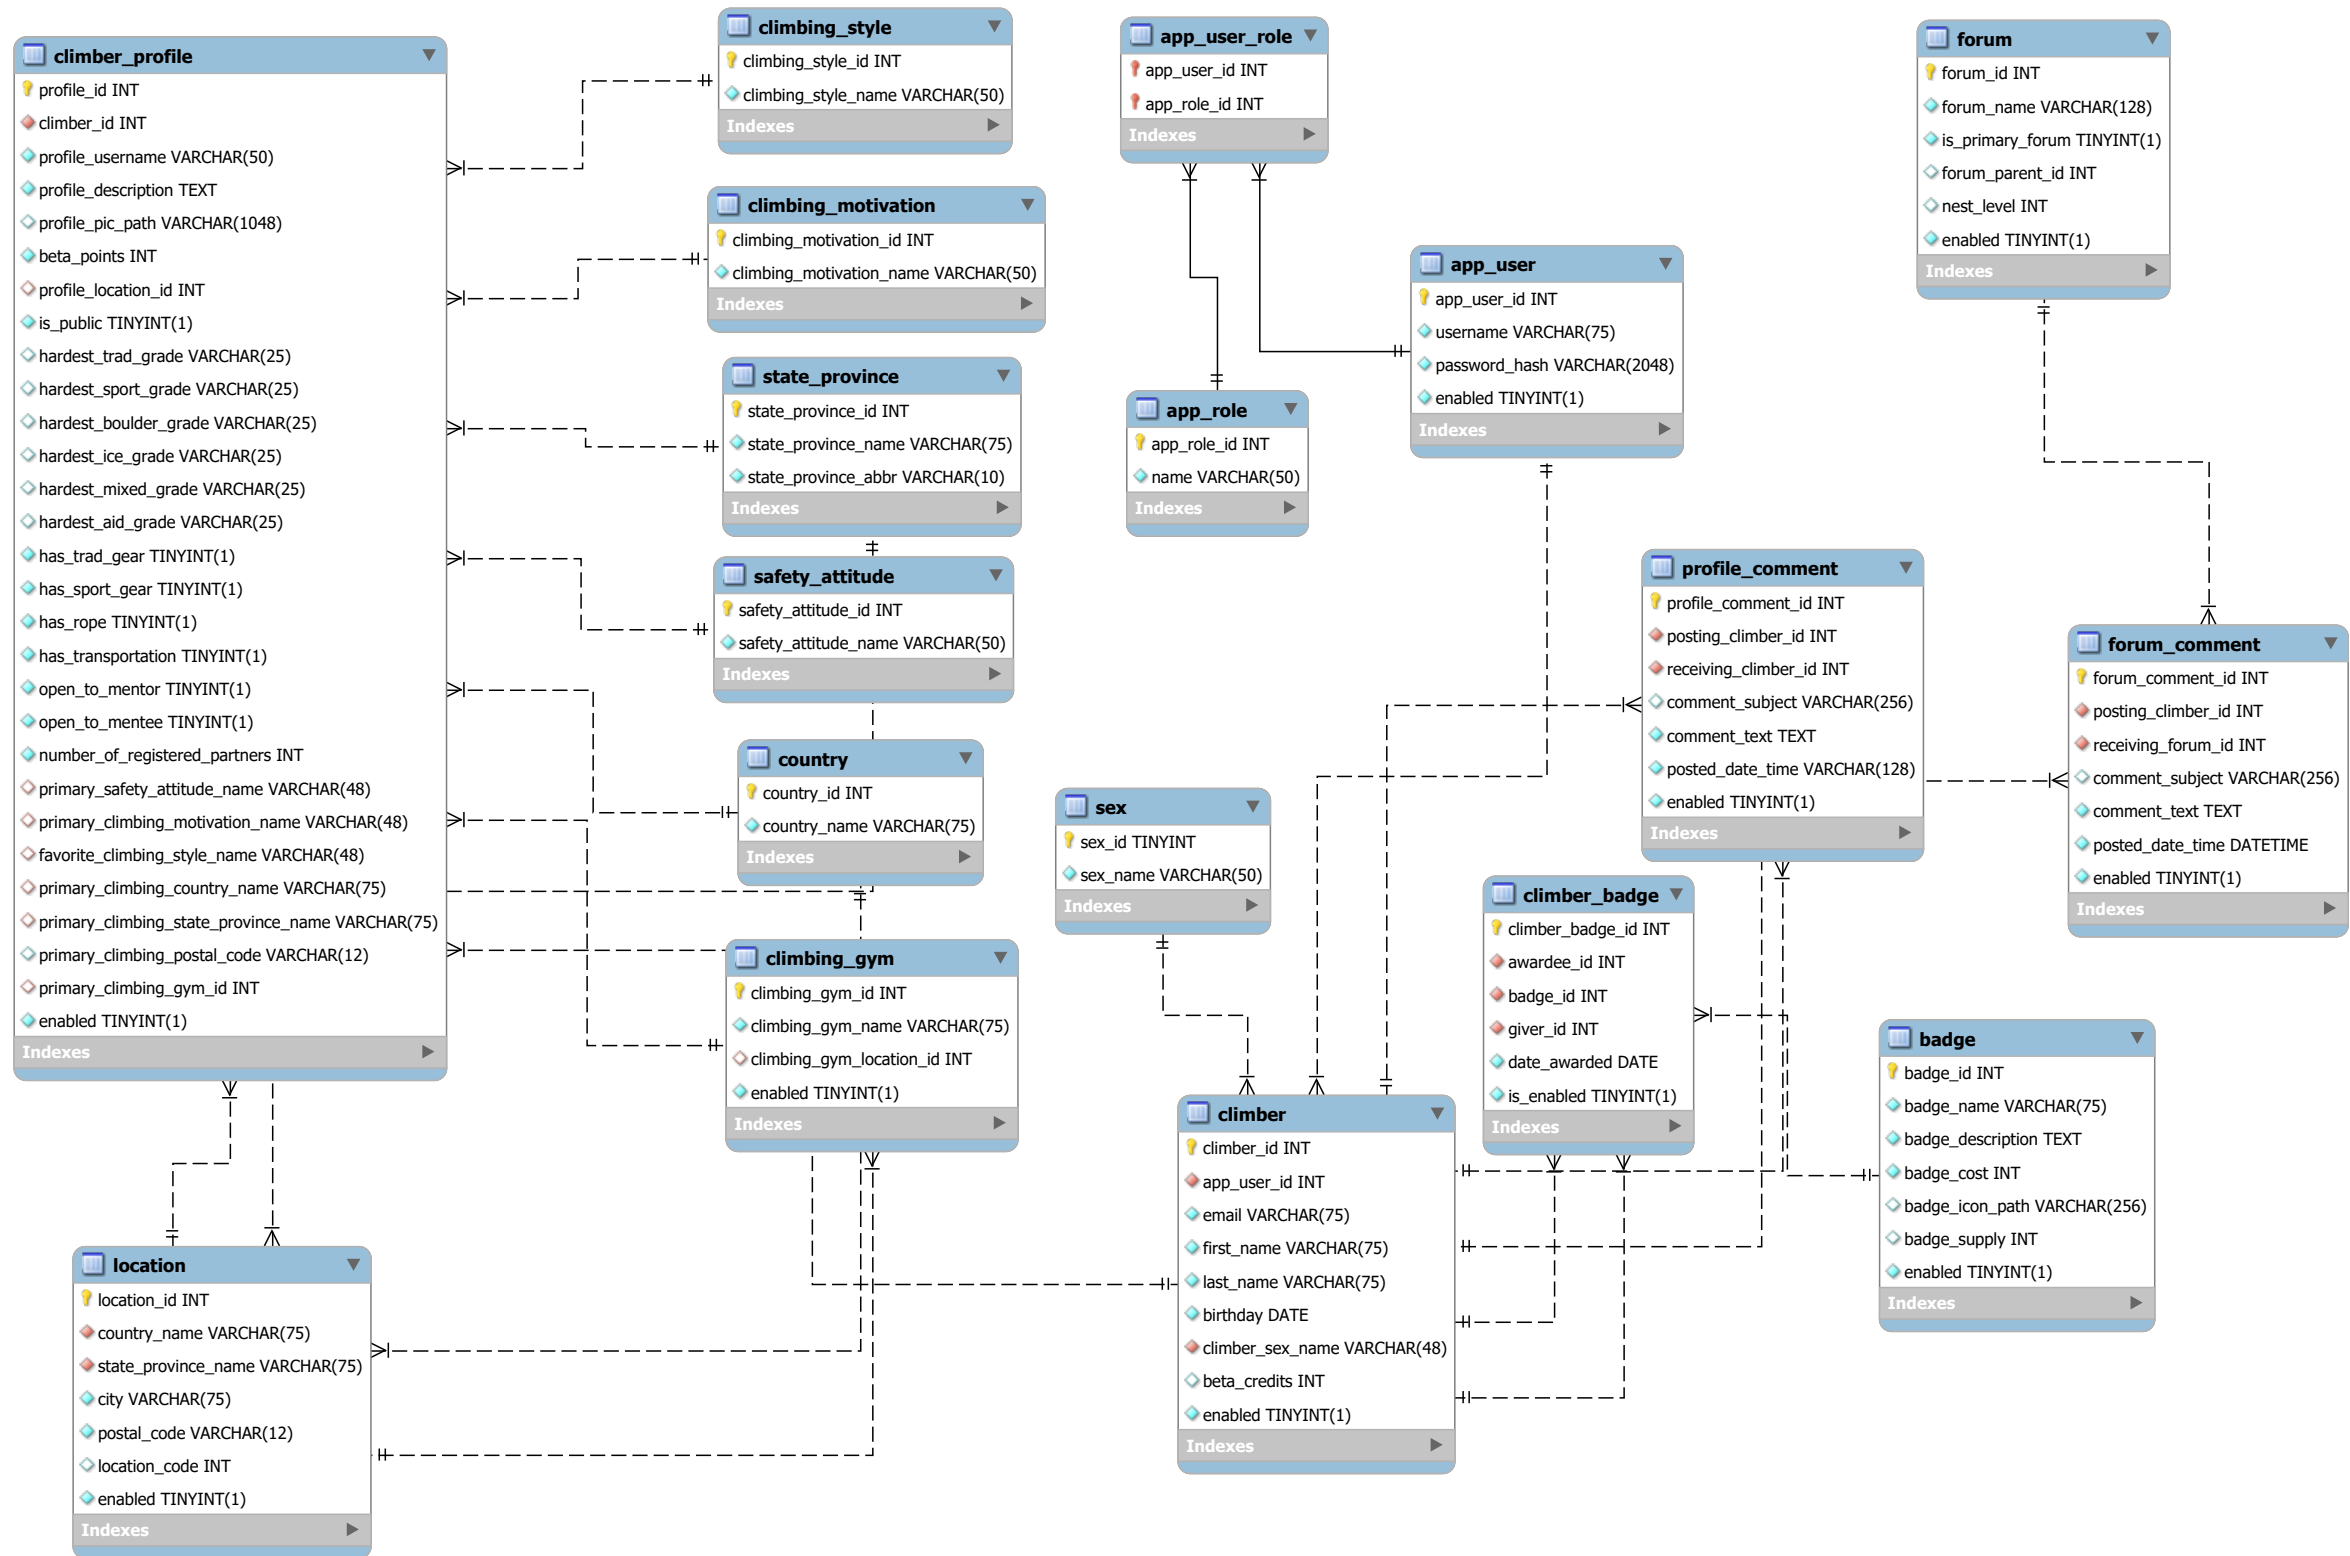 climber_profile
profile_id INT
climber_id INT
profile_username VARCHAR(50)
profile_description TEXT
profile_pic_path VARCHAR(1048)
beta_points INT
profile_location_id INT
is_public TINYINT(1)
hardest_trad_grade VARCHAR(25)
hardest_sport_grade VARCHAR(25)
hardest_boulder_grade VARCHAR(25)
hardest_ice_grade VARCHAR(25)
hardest_mixed_grade VARCHAR(25)
hardest_aid_grade VARCHAR(25)
has_trad_gear TINYINT(1)
has_sport_gear TINYINT(1)
has_rope TINYINT(1)
has_transportation TINYINT(1)
open_to_mentor TINYINT(1)
open_to_mentee TINYINT(1)
number_of_registered_partners INT
primary_safety_attitude_name VARCHAR(48)
primary_climbing_motivation_name VARCHAR(48)
favorite_climbing_style_name VARCHAR(48)
primary_climbing_country_name VARCHAR(75)
primary_climbing_state_province_name VARCHAR(75)
primary_climbing_postal_code VARCHAR(12)
primary_climbing_gym_id INT
enabled TINYINT(1)
Indexes
climbing_style
climbing_style_id INT
climbing_style_name VARCHAR(50)
Indexes
climbing_motivation
climbing_motivation_id INT
climbing_motivation_name VARCHAR(50)
Indexes
state_province
state_province_id INT
state_province_name VARCHAR(75)
state_province_abbr VARCHAR(10)
Indexes
safety_attitude
safety_attitude_id INT
safety_attitude_name VARCHAR(50)
Indexes
country
country_id INT
country_name VARCHAR(75)
Indexes
climbing_gym
climbing_gym_id INT
climbing_gym_name VARCHAR(75)
climbing_gym_location_id INT
enabled TINYINT(1)
Indexes
location
location_id INT
country_name VARCHAR(75)
state_province_name VARCHAR(75)
city VARCHAR(75)
postal_code VARCHAR(12)
location_code INT
enabled TINYINT(1)
Indexes
app_user_role
app_user_id INT
app_role_id INT
Indexes
app_role
app_role_id INT
name VARCHAR(50)
Indexes
app_user
app_user_id INT
username VARCHAR(75)
password_hash VARCHAR(2048)
enabled TINYINT(1)
Indexes
sex
sex_id TINYINT
sex_name VARCHAR(50)
Indexes
climber
climber_id INT
app_user_id INT
email VARCHAR(75)
first_name VARCHAR(75)
last_name VARCHAR(75)
birthday DATE
climber_sex_name VARCHAR(48)
beta_credits INT
enabled TINYINT(1)
Indexes
climber_badge
climber_badge_id INT
awardee_id INT
badge_id INT
giver_id INT
date_awarded DATE
is_enabled TINYINT(1)
Indexes
profile_comment
profile_comment_id INT
posting_climber_id INT
receiving_climber_id INT
comment_subject VARCHAR(256)
comment_text TEXT
posted_date_time VARCHAR(128)
enabled TINYINT(1)
Indexes
forum
forum_id INT
forum_name VARCHAR(128)
is_primary_forum TINYINT(1)
forum_parent_id INT
nest_level INT
enabled TINYINT(1)
Indexes
forum_comment
forum_comment_id INT
posting_climber_id INT
receiving_forum_id INT
comment_subject VARCHAR(256)
comment_text TEXT
posted_date_time DATETIME
enabled TINYINT(1)
Indexes
badge
badge_id INT
badge_name VARCHAR(75)
badge_description TEXT
badge_cost INT
badge_icon_path VARCHAR(256)
badge_supply INT
enabled TINYINT(1)
Indexes